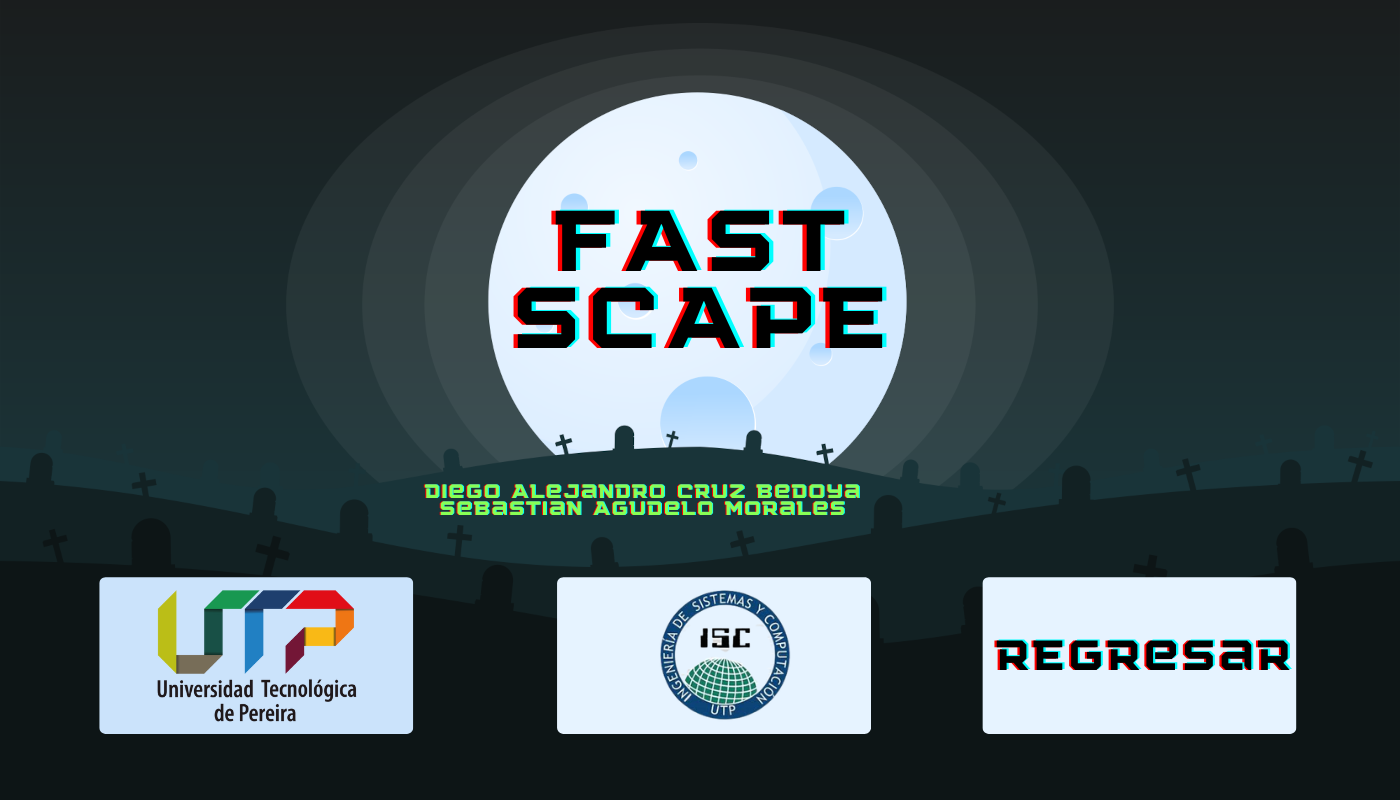 FAST
SCAPE
DIEGO ALEJANDRO CRUZ BEDOYA
SEBASTIAN AGUDELO MORALES
UTP
Universidad Tecnológica
de Pereira
INGENIERÍA DE SISTEMAS Y COMPUTACIÓN
ISC
UTP
REGRESAR